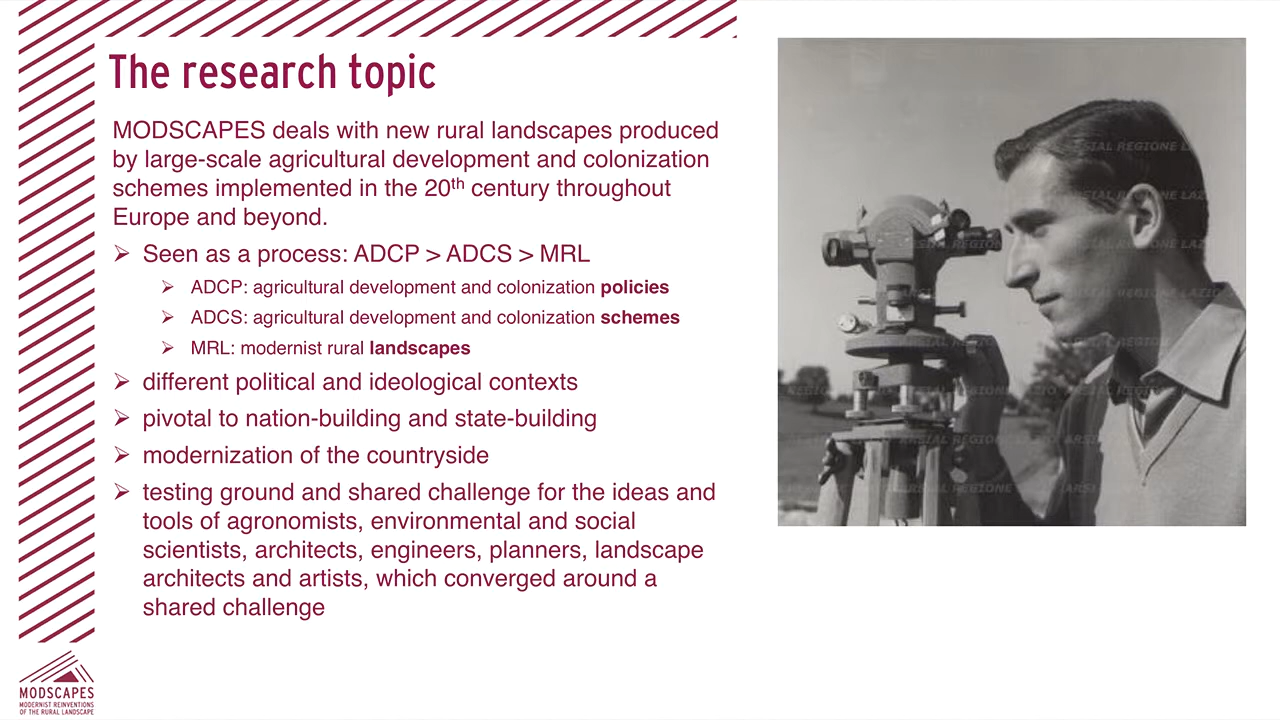 The research topic
MODSCAPES deals with new rural landscapes produced
by large-scale agricultural development and colonization
schemes implemented in the 20th century throughout
Europe and beyond.
Seen as a process: ADCP > ADCS > MRL
ADCP: agricultural development and colonization policies
ADCS: agricultural development and colonization schemes
MRL: modernist rural landscapes
different political and ideological contexts
pivotal to nation-building and state-building
modernization of the countryside
testing ground and shared challenge for the ideas and
tools of agronomists, environmental and social
scientists, architects, engineers, planners, landscape
architects and artists, which converged around a
shared challenge
MODSCAPES
MODERNIST REINVENTIONS
OF THE RURAL LANDSCAPE
ARSIAL REGIONE LAZIO